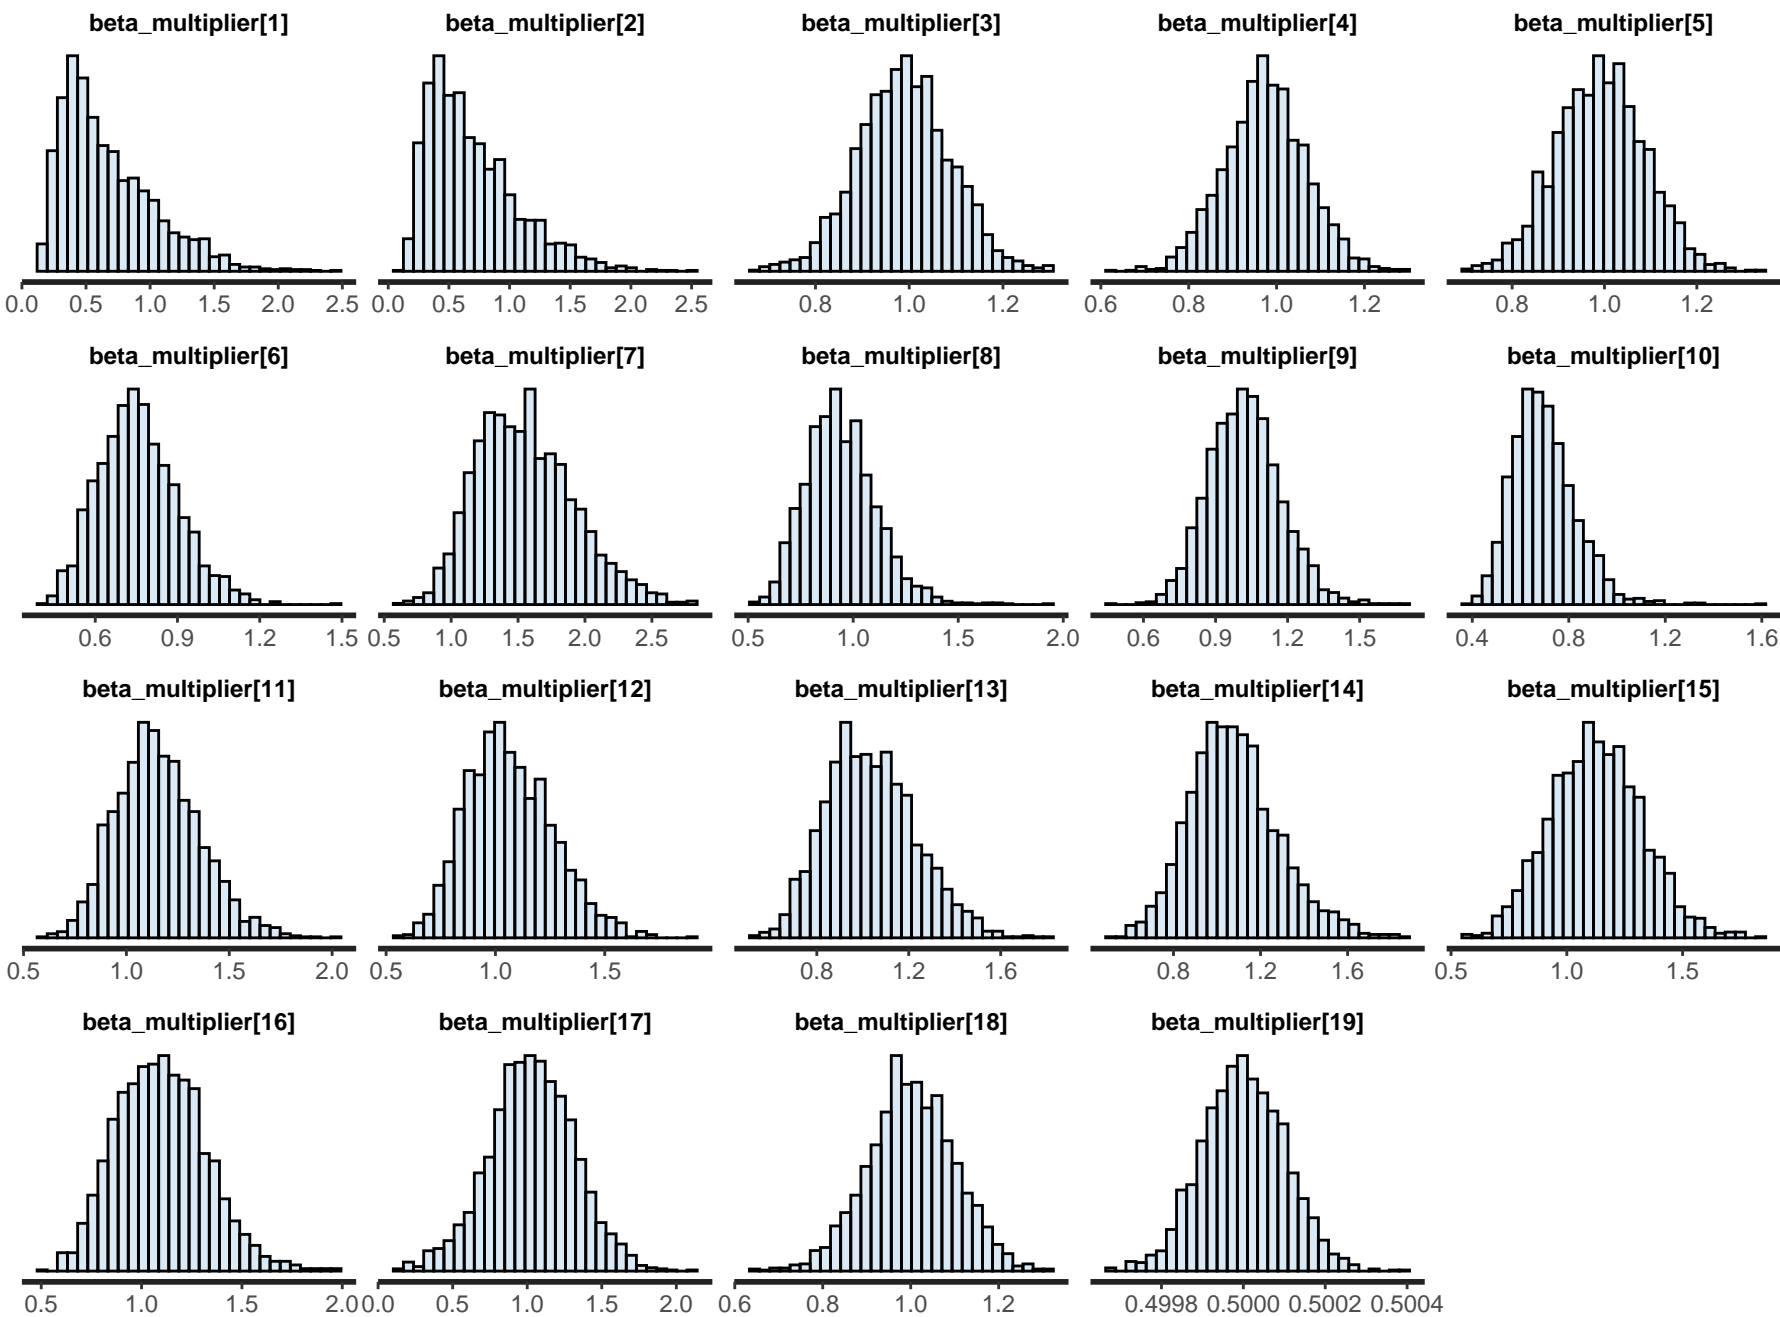 beta_multiplier[1] beta_multiplier[2] beta_multiplier[3] beta_multiplier[4] beta_multiplier[5]
0.0 0.5 1.0 1.5 2.0 2.5 0.0 0.5 1.0 1.5 2.0 2.5 0.8 1.0 1.2 0.6 0.8 1.0 1.2 0.8 1.0 1.2
beta_multiplier[6] beta_multiplier[7] beta_multiplier[8] beta_multiplier[9] beta_multiplier[10]
0.6 0.9 1.2 1.5 0.5 1.0 1.5 2.0 2.5 0.5 1.0 1.5 2.0 0.6 0.9 1.2 1.5 0.4 0.8 1.2 1.6
beta_multiplier[11] beta_multiplier[12] beta_multiplier[13] beta_multiplier[14] beta_multiplier[15]
0.5 1.0 1.5 2.0 0.5 1.0 1.5 0.8 1.2 1.6 0.8 1.2 1.6 0.5 1.0 1.5
beta_multiplier[16] beta_multiplier[17] beta_multiplier[18] beta_multiplier[19]
0.5 1.0 1.5 2.0 0.0 0.5 1.0 1.5 2.0 0.6 0.8 1.0 1.2 0.4998 0.5000 0.5002 0.5004